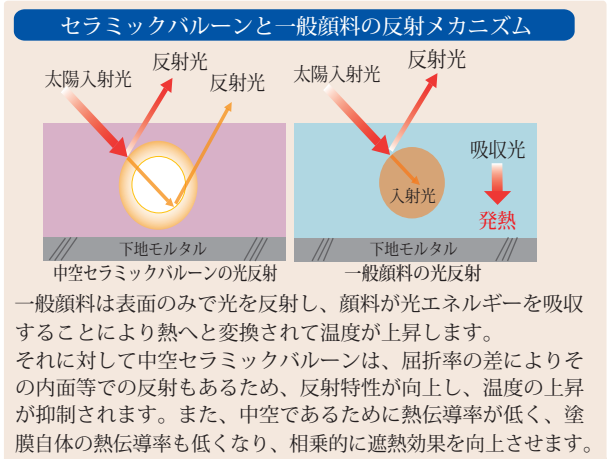 セラミックバルーンと一般顔料の反射メカニズム
太陽入射光
反射光
反射光
下地モルタル
中空セラミックバルーンの光反射
太陽入射光
反射光
入射光
吸収光
発熱
下地モルタル
一般顔料の光反射
一般顔料は表面のみで光を反射し、顔料が光エネルギーを吸収
することにより熱へと変換されて温度が上昇します。
それに対して中空セラミックバルーンは、屈折率の差によりそ
の内面等での反射もあるため、反射特性が向上し、温度の上昇
が抑制されます。また、中空であるために熱伝導率が低く、塗
膜自体の熱伝導率も低くなり、相乗的に遮熱効果を向上させます。